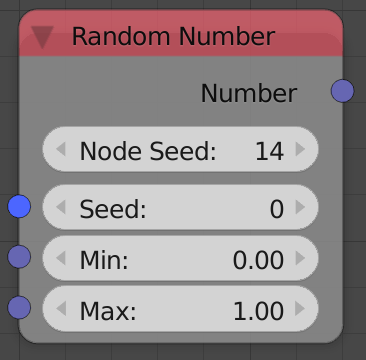 Random Number
Number
Node Seed: 14
Seed: 0
Min: 0.00
Max: 1.00